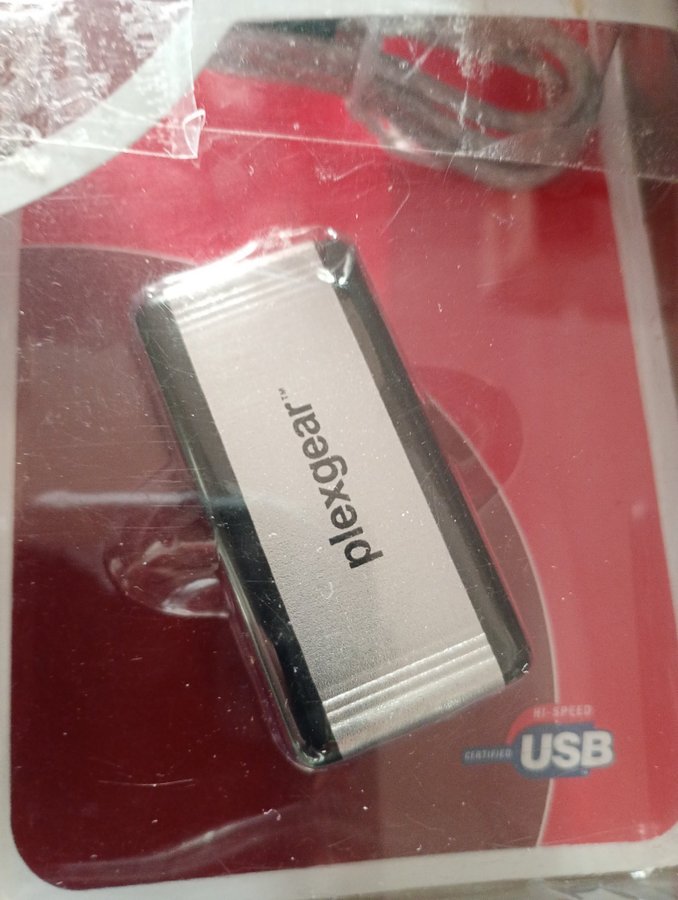 plexgear™
HI-SPEED
CERTIFIED USB